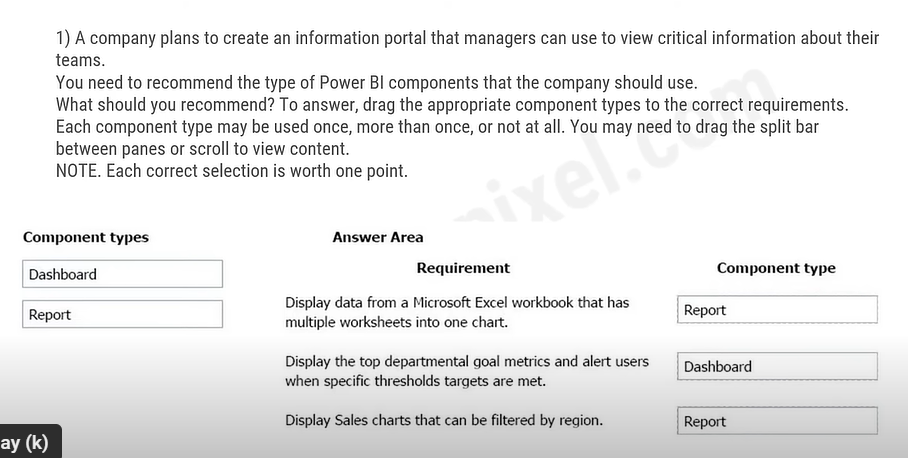 1) A company plans to create an information portal that managers can use to view critical information about their
teams.
You need to recommend the type of Power BI components that the company should use.
What should you recommend? To answer, drag the appropriate component types to the correct requirements.
Each component type may be used once, more than once, or not at all. You may need to drag the split bar
between panes or scroll to view content.
NOTE. Each correct selection is worth one point.
ixel.com
Component types
Answer Area
Dashboard
Report
Requirement
Component type
Display data from a Microsoft Excel workbook that has
multiple worksheets into one chart.
Report
Display the top departmental goal metrics and alert users
when specific thresholds targets are met.
Dashboard
Display Sales charts that can be filtered by region.
Report
ay (k)